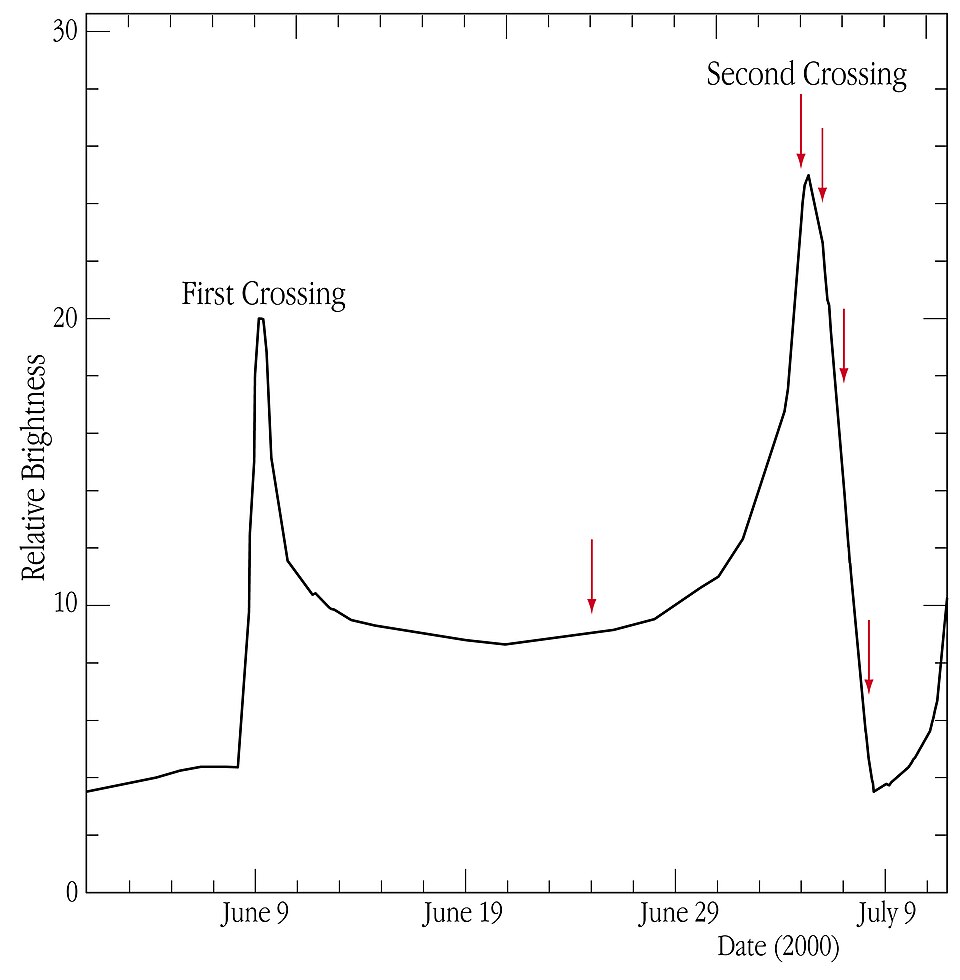 30
Second Crossing
First Crossing
20
Relative Brightness
10
0
June 9
June 19
June 29
July 9
Date (2000)